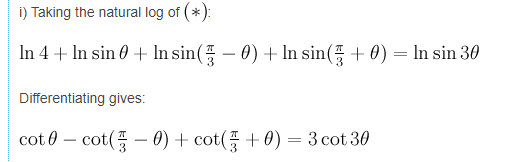 i) Taking the natural log of (∗):
ln 4 + ln sin θ + ln sin(π/3 − θ) + ln sin(π/3 + θ) = ln sin 3θ
Differentiating gives:
cot θ − cot(π/3 − θ) + cot(π/3 + θ) = 3 cot 3θ